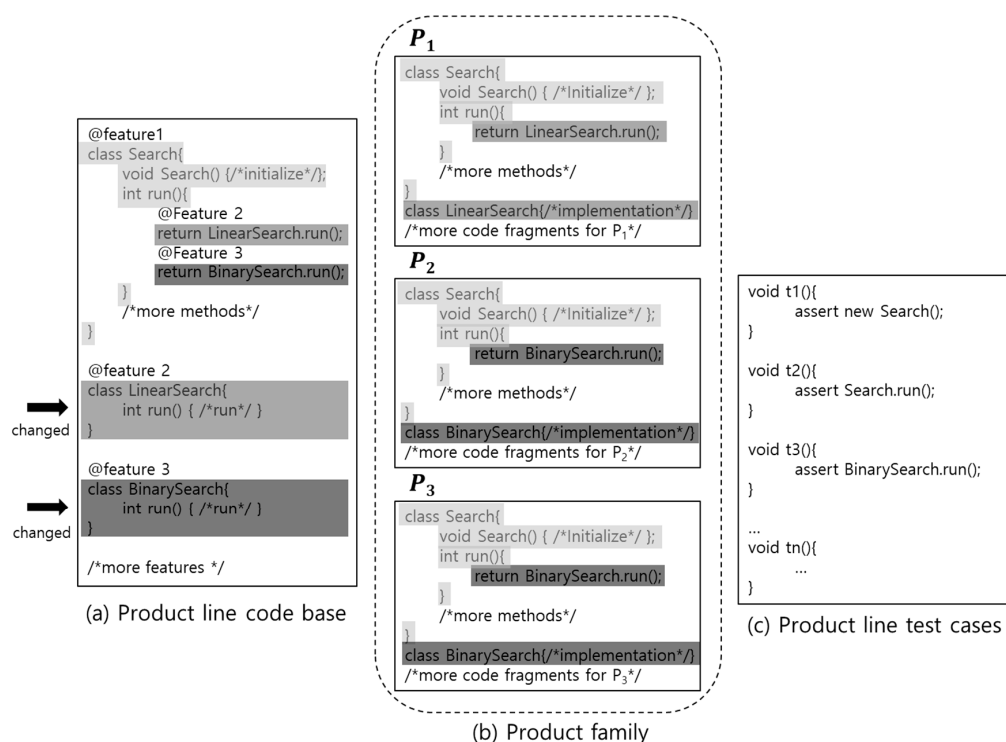 @feature1
class Search{
void Search() {/*initialize*/};
int run(){
@Feature 2
return LinearSearch.run();
@Feature 3
return BinarySearch.run();
}
/*more methods*/
}
@feature 2
class LinearSearch{
int run() { /*run*/ }
}
changed
@feature 3
class BinarySearch{
int run() { /*run*/ }
}
changed
/*more features */
(a) Product line code base
P1
class Search{
void Search() { /*Initialize*/ };
int run(){
return LinearSearch.run();
}
/*more methods*/
}
class LinearSearch{/*implementation*/}
/*more code fragments for P1*/
P2
class Search{
void Search() { /*Initialize*/ };
int run(){
return BinarySearch.run();
}
/*more methods*/
}
class BinarySearch{/*implementation*/}
/*more code fragments for P2*/
P3
class Search{
void Search() { /*Initialize*/ };
int run(){
return BinarySearch.run();
}
/*more methods*/
}
class BinarySearch{/*implementation*/}
/*more code fragments for P3*/
(b) Product family
void t1(){
assert new Search();
}
void t2(){
assert Search.run();
}
void t3(){
assert BinarySearch.run();
}
...
void tn(){
...
}
(c) Product line test cases